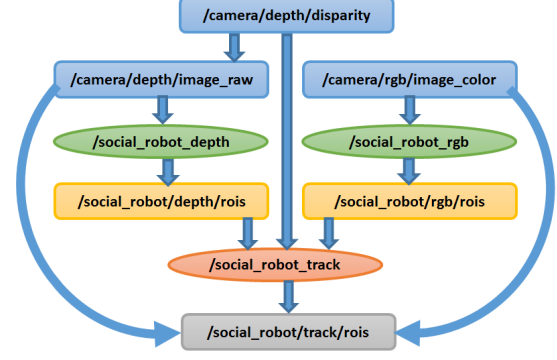 /camera/depth/disparity
/camera/depth/image_raw
/camera/rgb/image_color
/social_robot_depth
/social_robot_rgb
/social_robot/depth/rois
/social_robot/rgb/rois
/social_robot_track
/social_robot/track/rois